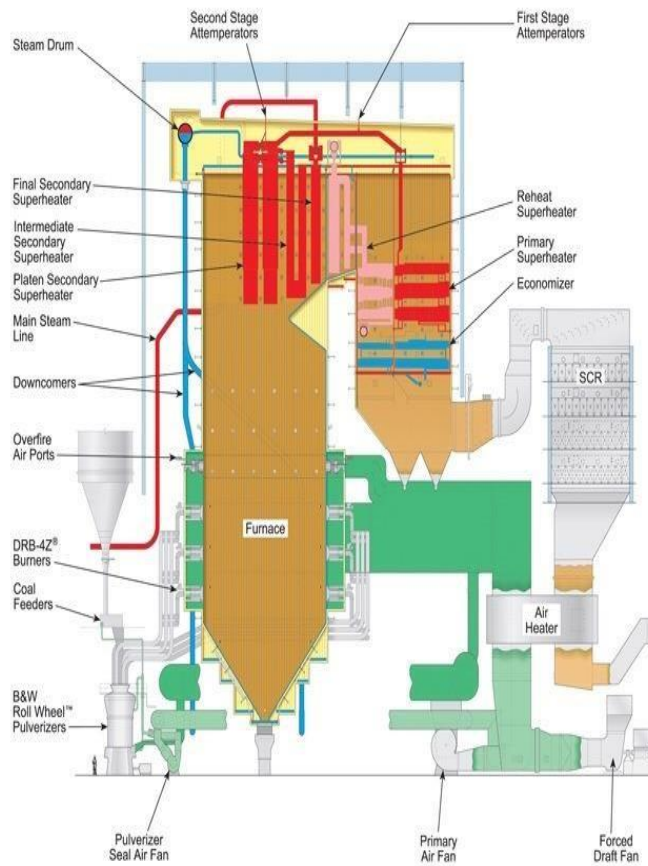 Second Stage
Attemperators
First Stage
Attemperators
Steam Drum
Final Secondary
Superheater
Intermediate
Secondary
Superheater
Platen Secondary
Superheater
Main Steam
Line
Downcomers
Overfire
Air Ports
DRB-4Z®
Burners
Coal
Feeders
B&W
Roll Wheel™
Pulverizers
Reheat
Superheater
Primary
Superheater
Economizer
SCR
Furnace
Air
Heater
Pulverizer
Seal Air Fan
Primary
Air Fan
Forced
Draft Fan